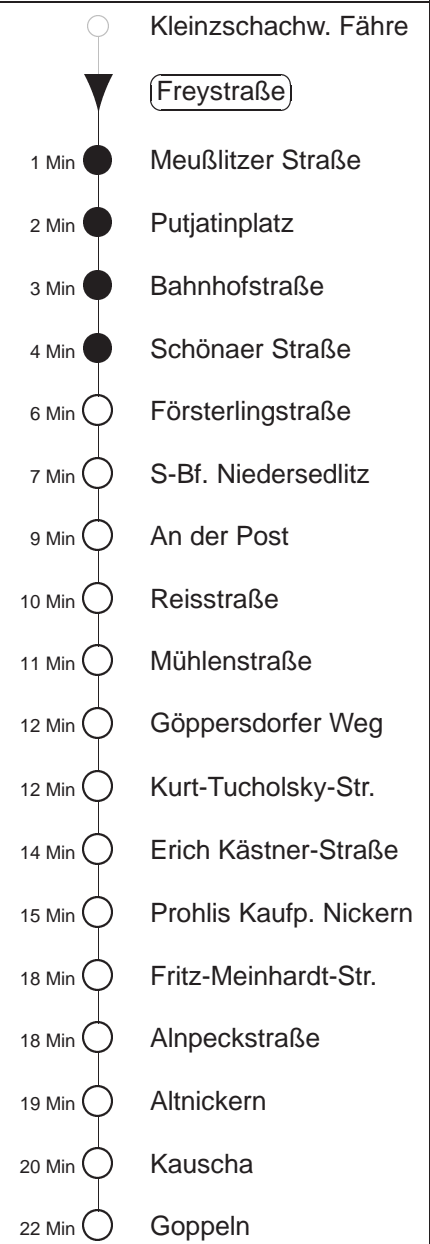 Kleinzschachw. Fähre
Freystraße
1 Min Meußlitzer Straße
2 Min Putjatinplatz
3 Min Bahnhofstraße
4 Min Schönaer Straße
6 Min Försterlingstraße
7 Min S-Bf. Niedersedlitz
9 Min An der Post
10 Min Reisstraße
11 Min Mühlenstraße
12 Min Göppersdorfer Weg
12 Min Kurt-Tucholsky-Str.
14 Min Erich Kästner-Straße
15 Min Prohlis Kaufp. Nickern
18 Min Fritz-Meinhardt-Str.
18 Min Alnpeckstraße
19 Min Altnickern
20 Min Kauscha
22 Min Goppeln